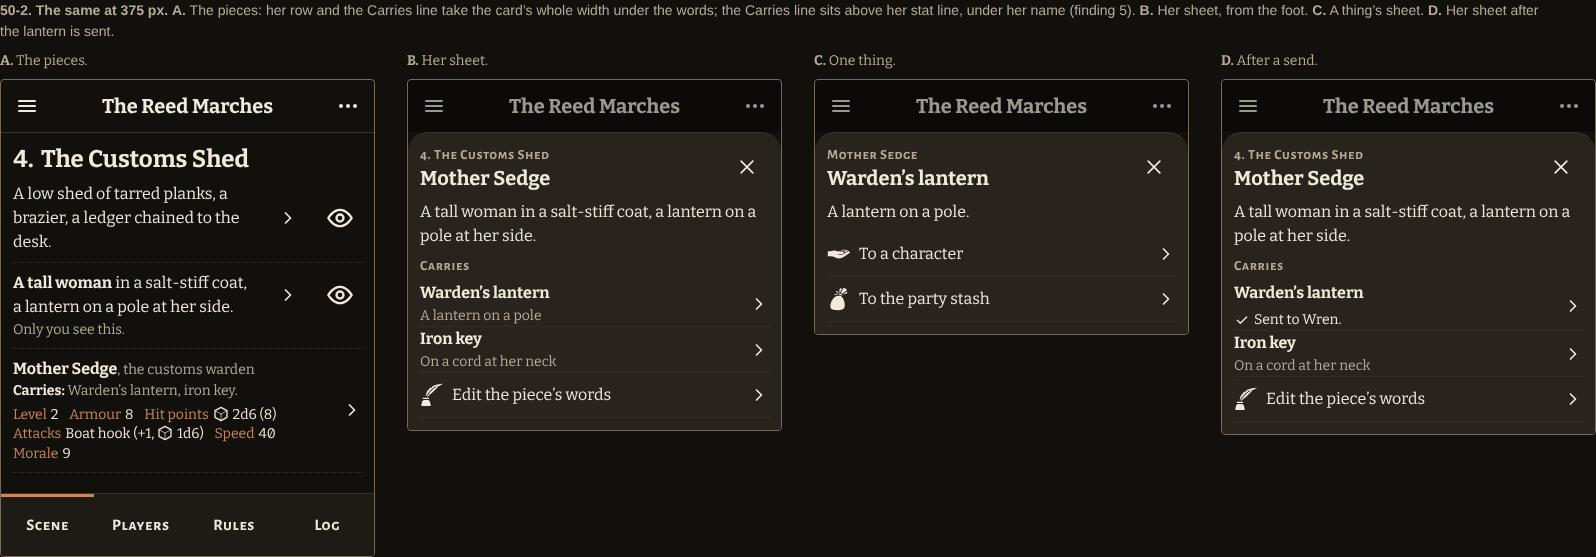 50-2. The same at 375 px. A. The pieces: her row and the Carries line take the card’s whole width under the words; the Carries line sits above her stat line, under her name (finding 5). B. Her sheet, from the foot. C. A thing’s sheet. D. Her sheet after
the lantern is sent.
A. The pieces.
The Reed Marches
4. The Customs Shed
A low shed of tarred planks, a
brazier, a ledger chained to the
desk.
A tall woman in a salt-stiff coat,
a lantern on a pole at her side.
Only you see this.
Mother Sedge, the customs warden
Carries: Warden’s lantern, iron key.
Level 2 Armour 8 Hit points 2d6 (8)
Attacks Boat hook (+1, 1d6) Speed 40
Morale 9
Scene Players Rules Log
B. Her sheet.
The Reed Marches
4. The Customs Shed
Mother Sedge
A tall woman in a salt-stiff coat, a lantern on a
pole at her side.
Carries
Warden’s lantern
A lantern on a pole
Iron key
On a cord at her neck
Edit the piece’s words
C. One thing.
The Reed Marches
Mother Sedge
Warden’s lantern
A lantern on a pole.
To a character
To the party stash
D. After a send.
The Reed Marches
4. The Customs Shed
Mother Sedge
A tall woman in a salt-stiff coat, a lantern on a
pole at her side.
Carries
Warden’s lantern
Sent to Wren.
Iron key
On a cord at her neck
Edit the piece’s words